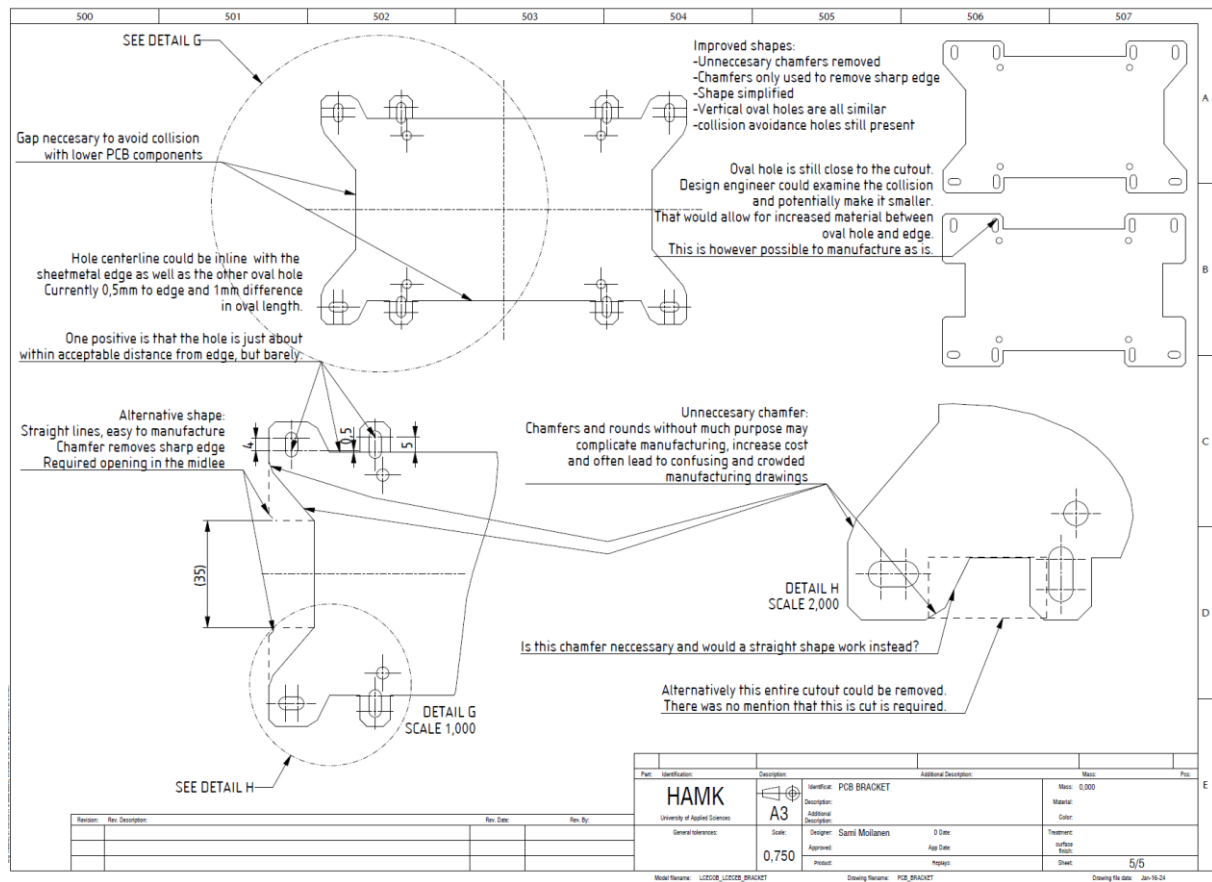 500 501 502 503 504 505 506 507
SEE DETAIL G
Improved shapes:
-Unneccesary chamfers removed
-Chamfers only used to remove sharp edge
-Shape simplified
-Vertical oval holes are all similar
-collision avoidance holes still present
A
Gap neccesary to avoid collision
with lower PCB components
Oval hole is still close to the cutout.
Design engineer could examine the collision
and potentially make it smaller.
That would allow for increased material between
oval hole and edge.
This is however possible to manufacture as is.
Hole centerline could be inline with the
sheetmetal edge as well as the other oval hole
Currently 0,5mm to edge and 1mm difference
in oval length.
B
One positive is that the hole is just about
within acceptable distance from edge, but barely.
Alternative shape:
Straight lines, easy to manufacture
Chamfer removes sharp edge
Required opening in the midlee
4
0,5
5
Unneccesary chamfer:
Chamfers and rounds without much purpose may
complicate manufacturing, increase cost
and often lead to confusing and crowded
manufacturing drawings
C
(35)
DETAIL H
SCALE 2,000
D
Is this chamfer neccessary and would a straight shape work instead?
Alternatively this entire cutout could be removed.
There was no mention that this is cut is required.
DETAIL G
SCALE 1,000
SEE DETAIL H
E
Part: Identification: Description: Additional Description: Mass: Pos:
HAMK
University of Applied Sciences
A3
Identificat: PCB BRACKET
Mass: 0,000
Description:
Material:
Additional
Description:
Color:
General tolerances:
Scale:
0,750
Designer: Sami Moilanen
D Date:
Treatment:
Approved:
App Date:
surface
finish:
Product:
Replays:
Sheet: 5/5
Revision: Rev. Description: Rev. Date: Rev. By:
Model filename: LCECOB_LCECEB_BRACKET
Drawing filename: PCB_BRACKET
Drawing file date: Jan-16-24